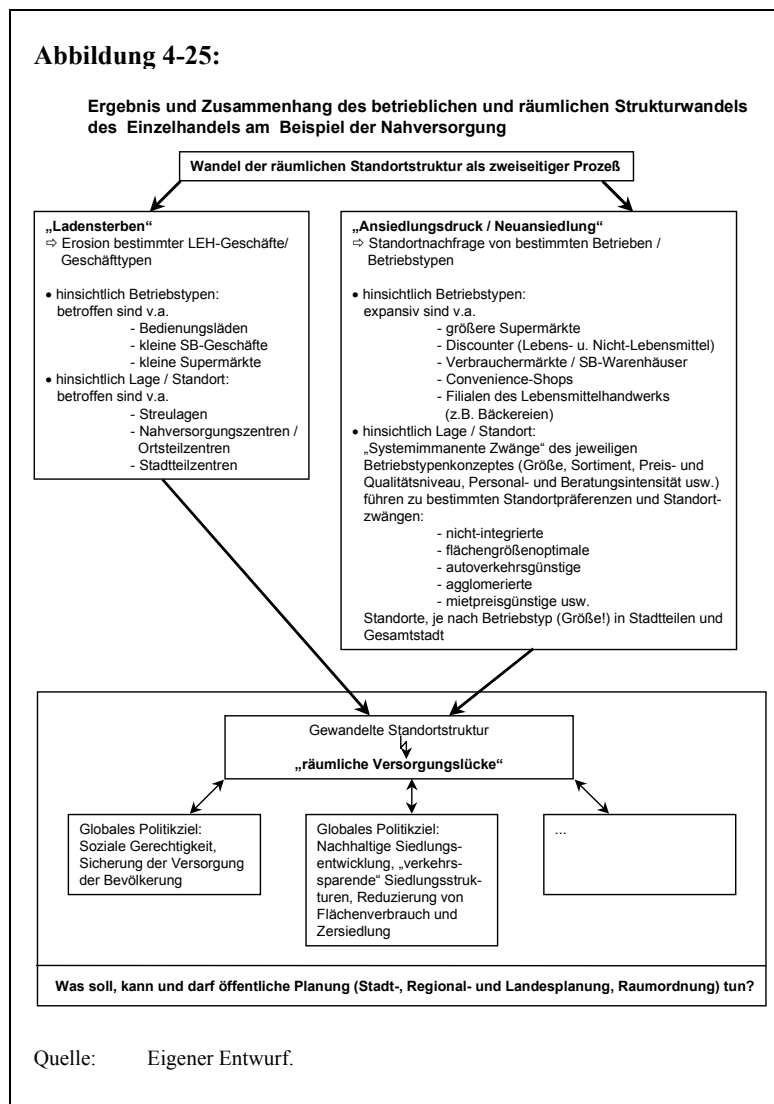 Abbildung 4-25:
Ergebnis und Zusammenhang des betrieblichen und räumlichen Strukturwandels
des Einzelhandels am Beispiel der Nahversorgung
Wandel der räumlichen Standortstruktur als zweiseitiger Prozeß
„Ladensterben“
⇨ Erosion bestimmter LEH-Geschäfte/
Geschäfttypen
• hinsichtlich Betriebstypen:
betroffen sind v.a.
- Bedienungsläden
- kleine SB-Geschäfte
- kleine Supermärkte
• hinsichtlich Lage / Standort:
betroffen sind v.a.
- Streulagen
- Nahversorgungszentren /
Ortsteilzentren
- Stadtteilzentren
„Ansiedlungsdruck / Neuansiedlung“
⇨ Standortnachfrage von bestimmten Betrieben /
Betriebstypen
• hinsichtlich Betriebstypen:
expansiv sind v.a.
- größere Supermärkte
- Discounter (Lebens- u. Nicht-Lebensmittel)
- Verbrauchermärkte / SB-Warenhäuser
- Convenience-Shops
- Filialen des Lebensmittelhandwerks
(z.B. Bäckereien)
• hinsichtlich Lage / Standort:
„Systemimmanente Zwänge“ des jeweiligen
Betriebstypenkonzeptes (Größe, Sortiment, Preis- und
Qualitätsniveau, Personal- und Beratungsintensität usw.)
führen zu bestimmten Standortpräferenzen und Standort-
zwängen:
- nicht-integrierte
- flächengrößenoptimale
- autoverkehrsgünstige
- agglomerierte
- mietpreisgünstige usw.
Standorte, je nach Betriebstyp (Größe!) in Stadtteilen und
Gesamtstadt
Gewandelte Standortstruktur
„räumliche Versorgungslücke“
Globales Politikziel:
Soziale Gerechtigkeit,
Sicherung der Versorgung
der Bevölkerung
Globales Politikziel:
Nachhaltige Siedlungs-
entwicklung, „verkehrs-
sparende“ Siedlungsstruk-
turen, Reduzierung von
Flächenverbrauch und
Zersiedlung
...
Was soll, kann und darf öffentliche Planung (Stadt-, Regional- und Landesplanung, Raumordnung) tun?
Quelle: Eigener Entwurf.